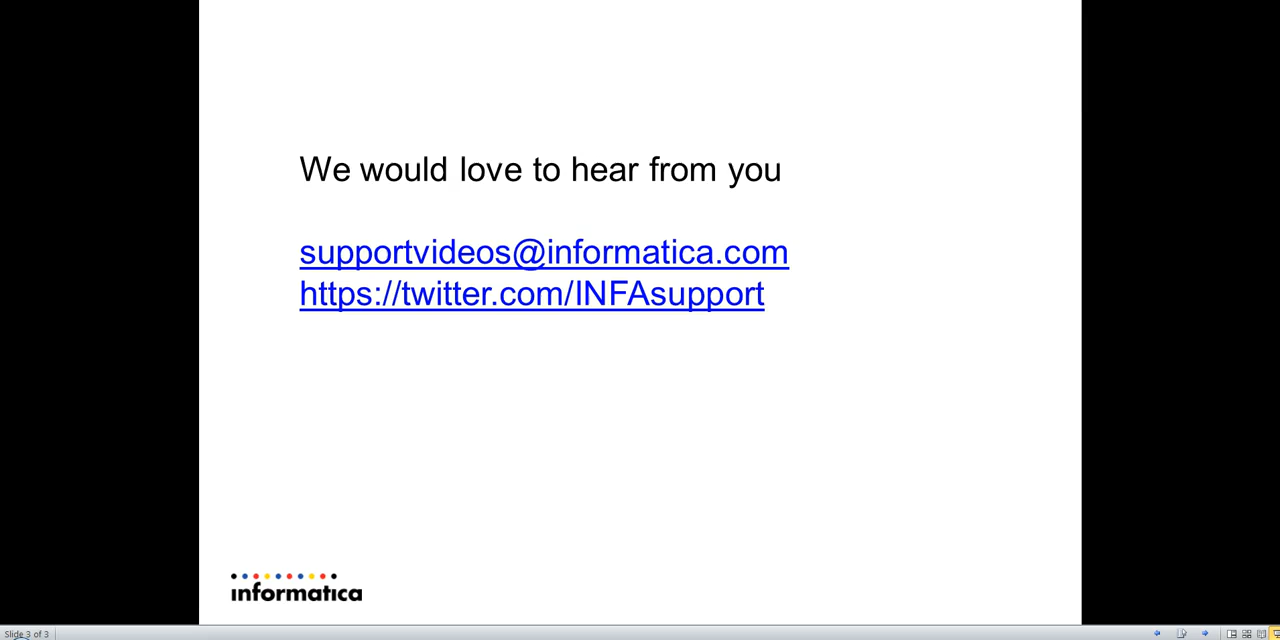 We would love to hear from you
supportvideos@informatica.com
https://twitter.com/INFAsupport
informatica
Slide 3 of 3